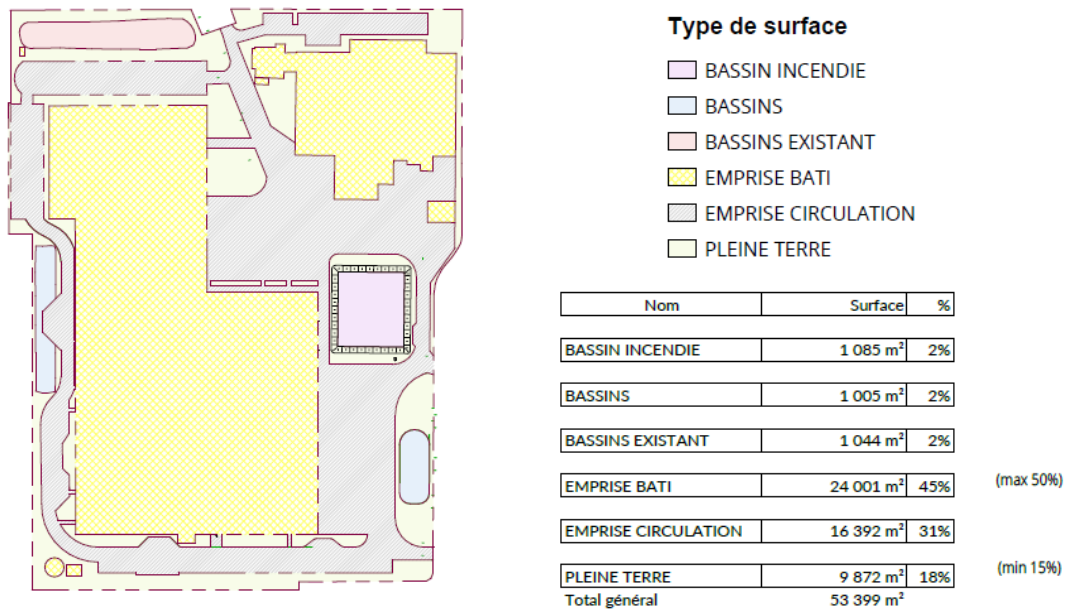 Type de surface
BASSIN INCENDIE
BASSINS
BASSINS EXISTANT
EMPRISE BATI
EMPRISE CIRCULATION
PLEINE TERRE
Nom Surface %
BASSIN INCENDIE 1 085 m² 2%
BASSINS 1 005 m² 2%
BASSINS EXISTANT 1 044 m² 2%
EMPRISE BATI 24 001 m² 45% (max 50%)
EMPRISE CIRCULATION 16 392 m² 31%
PLEINE TERRE 9 872 m² 18% (min 15%)
Total général 53 399 m²